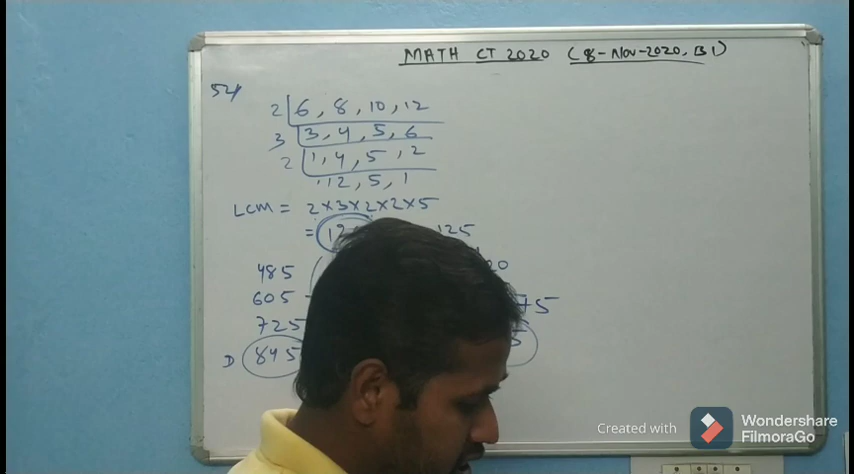 MATH CT 2020 (8-Nov-2020, B1)
54
2 6, 8, 10, 12
3 3, 4, 5, 6
2 1, 4, 5, 2
1, 2, 5, 1
LCM = 2×3×2×2×5
= 125
485
605
725
D 845
Created with Wondershare FilmoraGo